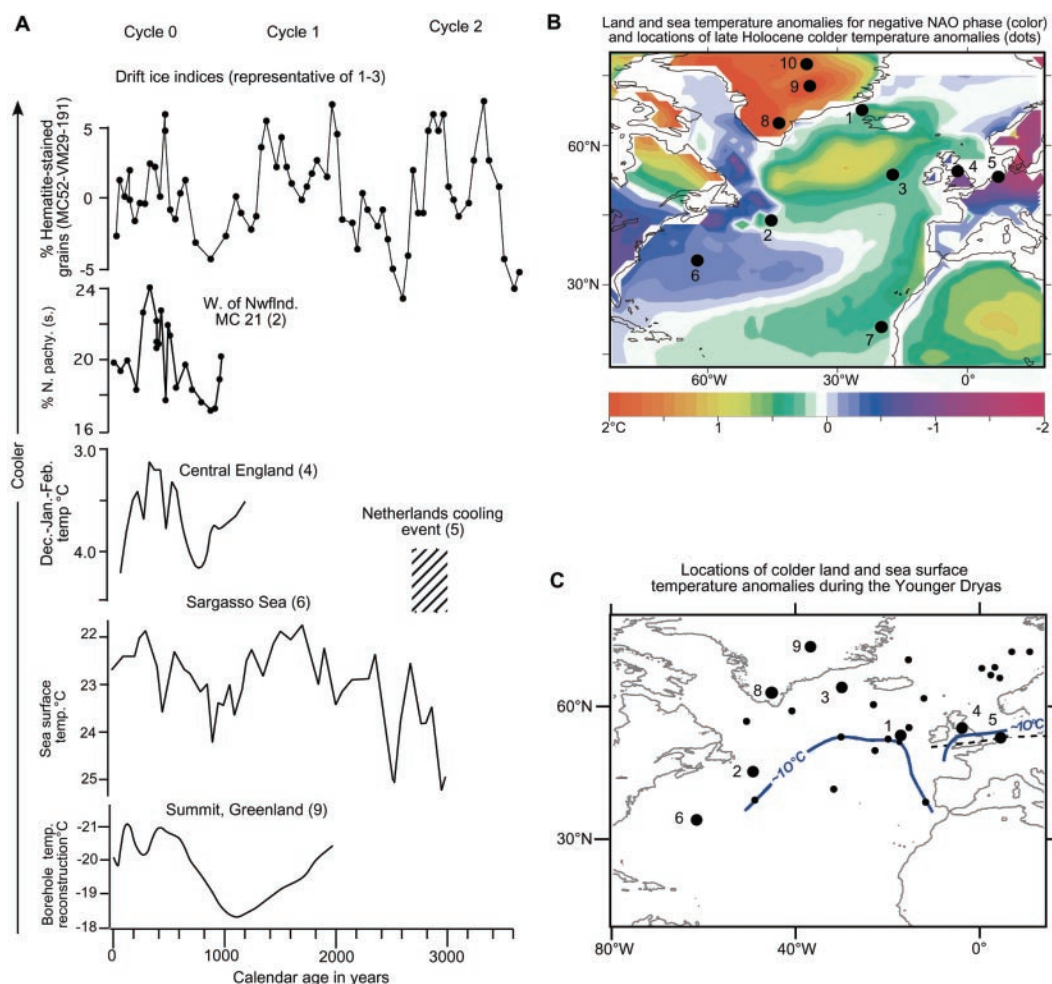 A
Cycle 0
Cycle 1
Cycle 2
Drift ice indices (representative of 1-3)
Cooler
% Hematite-stained
grains (MC52-VM29-191)
5
0
-5
% N. pachy. (s.)
24
20
16
W. of Nwflnd.
MC 21 (2)
Dec.-Jan.-Feb.
temp °C
3.0
4.0
Central England (4)
Netherlands cooling
event (5)
Sargasso Sea (6)
Sea surface
temp.°C
22
23
24
25
Summit, Greenland (9)
Borehole temp.
reconstruction°C
-21
-20
-19
-18
0
1000
2000
3000
Calendar age in years
B
Land and sea temperature anomalies for negative NAO phase (color)
and locations of late Holocene colder temperature anomalies (dots)
60°N
30°N
10
9
8
1
4
5
3
2
6
7
60°W
30°W
0°
2°C
1
0
-1
-2
C
Locations of colder land and sea surface
temperature anomalies during the Younger Dryas
60°N
30°N
9
8
3
1
4
5
2
6
~10°C
~10°C
80°W
40°W
0°